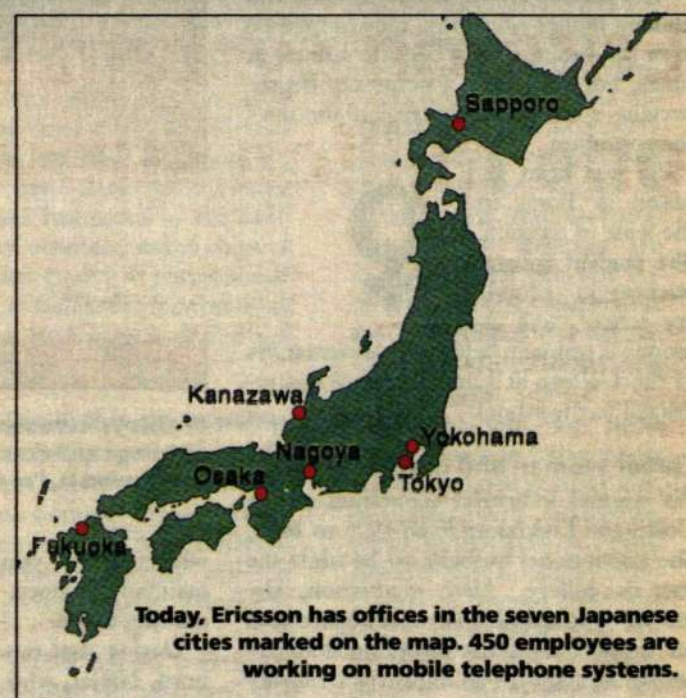 Sapporo
Kanazawa
Nagoya
Yokohama
Osaka
Tokyo
Fukuoka
Today, Ericsson has offices in the seven Japanese
cities marked on the map. 450 employees are
working on mobile telephone systems.